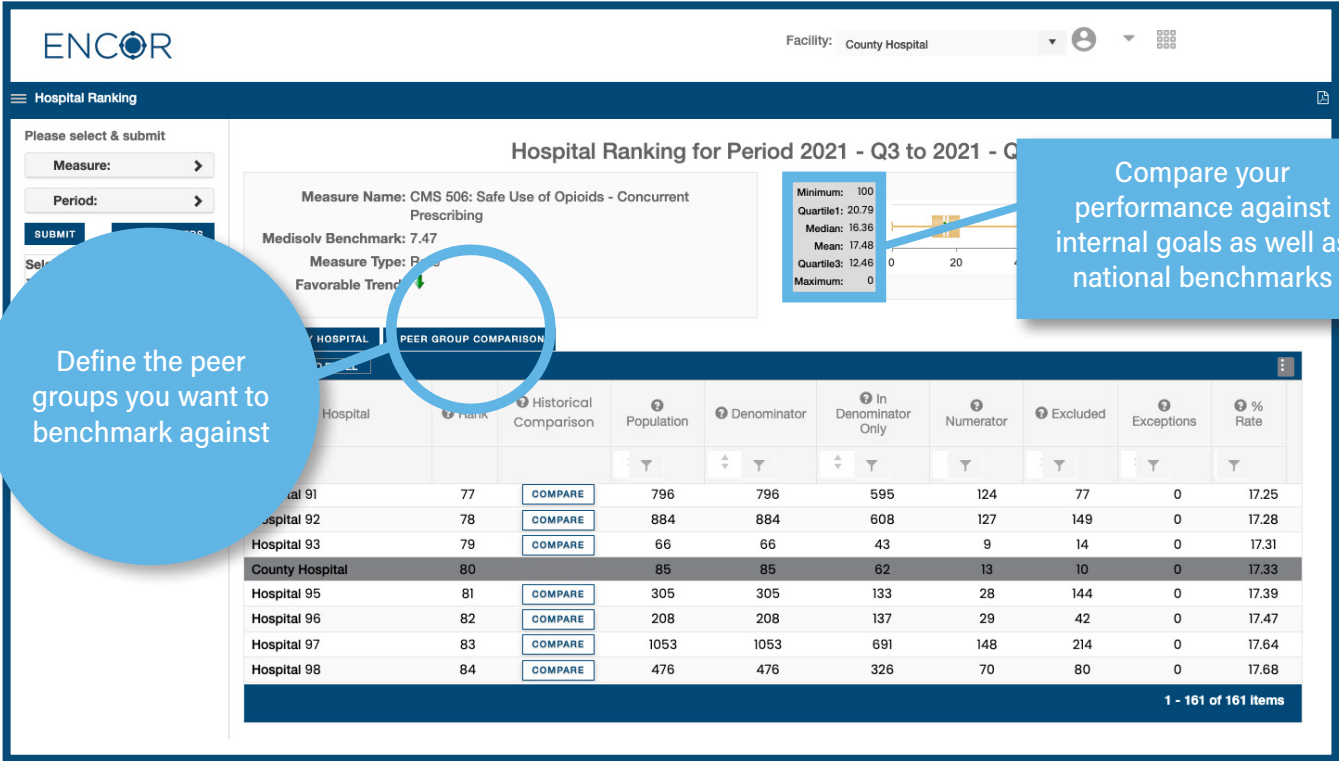 ENCOR
Facility: County Hospital
Hospital Ranking
Please select & submit
Measure:
Period:
SUBMIT
Hospital Ranking for Period 2021 - Q3 to 2021 - Q
Measure Name: CMS 506: Safe Use of Opioids - Concurrent
Prescribing
Medisolv Benchmark: 7.47
Measure Type:
Favorable Trend
Minimum: 100
Quartile1: 20.79
Median: 16.36
Mean: 17.48
Quartile3: 12.46
Maximum: 0
0 20
Compare your
performance against
internal goals as well as
national benchmarks
Define the peer
groups you want to
benchmark against
HOSPITAL
PEER GROUP COMPARISON
Hospital Rank Historical Comparison Population Denominator In Denominator Only Numerator Excluded Exceptions % Rate
91 77 COMPARE 796 796 595 124 77 0 17.25
92 78 COMPARE 884 884 608 127 149 0 17.28
Hospital 93 79 COMPARE 66 66 43 9 14 0 17.31
County Hospital 80 85 85 62 13 10 0 17.33
Hospital 95 81 COMPARE 305 305 133 28 144 0 17.39
Hospital 96 82 COMPARE 208 208 137 29 42 0 17.47
Hospital 97 83 COMPARE 1053 1053 691 148 214 0 17.64
Hospital 98 84 COMPARE 476 476 326 70 80 0 17.68
1 - 161 of 161 items